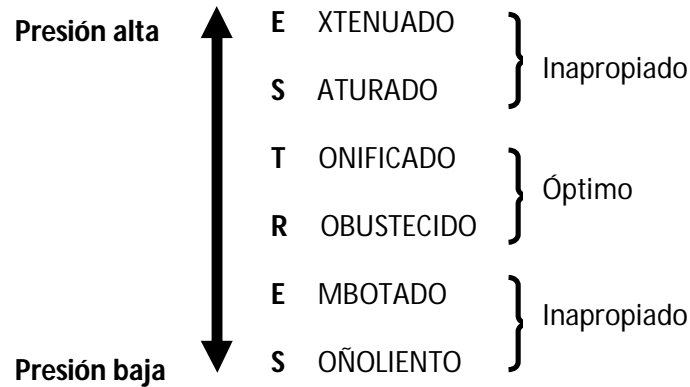 Presión alta
E XTENUADO
S ATURADO
Inapropiado
T ONIFICADO
R OBUSTECIDO
Óptimo
E MBOTADO
S OÑOLIENTO
Inapropiado
Presión baja